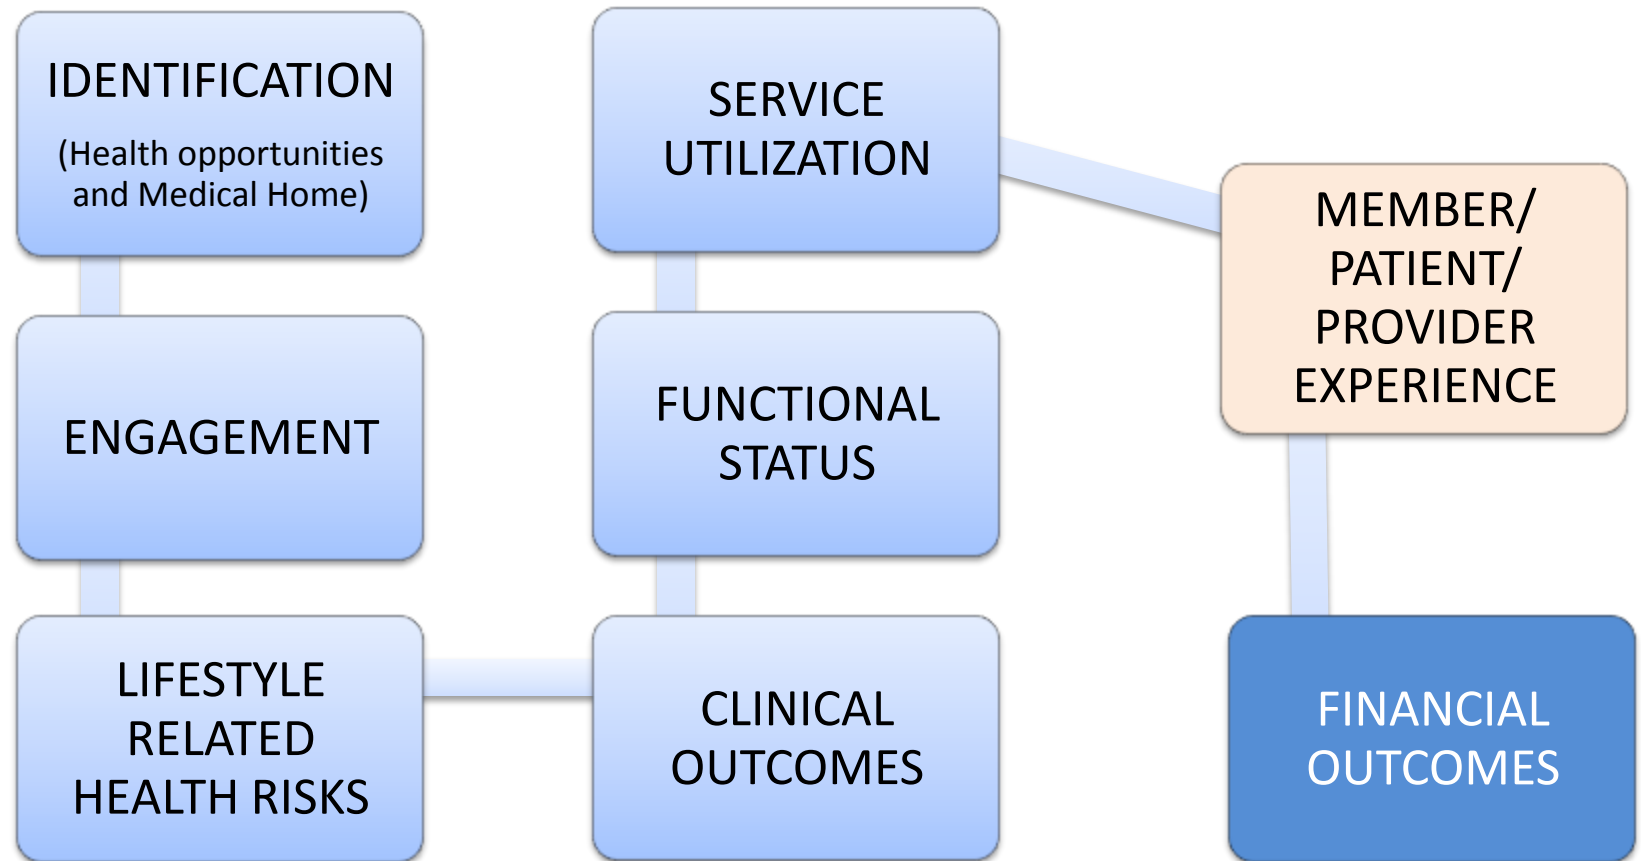 IDENTIFICATION
(Health opportunities
and Medical Home)
ENGAGEMENT
LIFESTYLE
RELATED
HEALTH RISKS
CLINICAL
OUTCOMES
FUNCTIONAL
STATUS
SERVICE
UTILIZATION
MEMBER/
PATIENT/
PROVIDER
EXPERIENCE
FINANCIAL
OUTCOMES